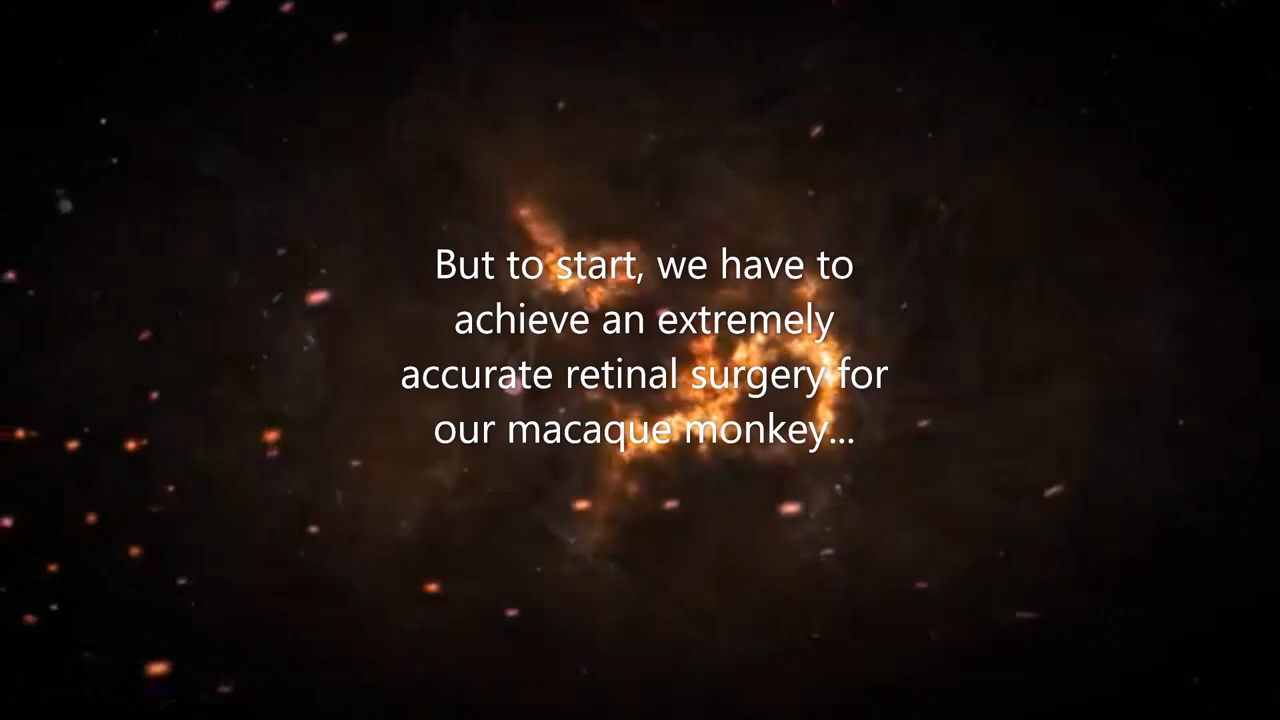 But to start, we have to
achieve an extremely
accurate retinal surgery for
our macaque monkey...